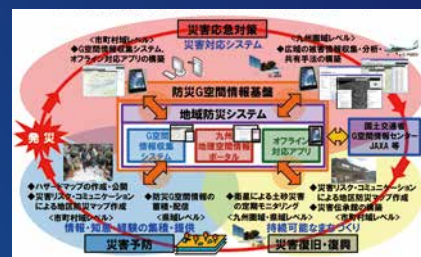 災害応急対策
災害対応システム
<市町村域レベル>
◆G空間情報収集システム、
オフライン対応アプリの構築
<九州圏域レベル>
◆広域の被害情報収集・分析・
共有手法の構築
防災G空間情報基盤
地域防災システム
G空間
情報収集
システム
九州
地理空間情報
ポータル
オフライン
対応アプリ
国土交通省
G空間情報センター
JAXA 等
発災
◆ハザードマップの作成・公開
◆災害リスク・コミュニケーション
による地区防災マップ作成
<市町村域レベル>
◆防災G空間情報の
蓄積・配信
<県域レベル>
情報・知恵・経験の集積・提供
災害予防
◆衛星による土砂災害
の定期モニタリング
<九州圏域・県域レベル>
◆災害リスク・コミュニケーション
による地区防災マップ作成
◆災害伝承館の構築
<市町村域レベル>
持続可能なまちづくり
災害復旧・復興